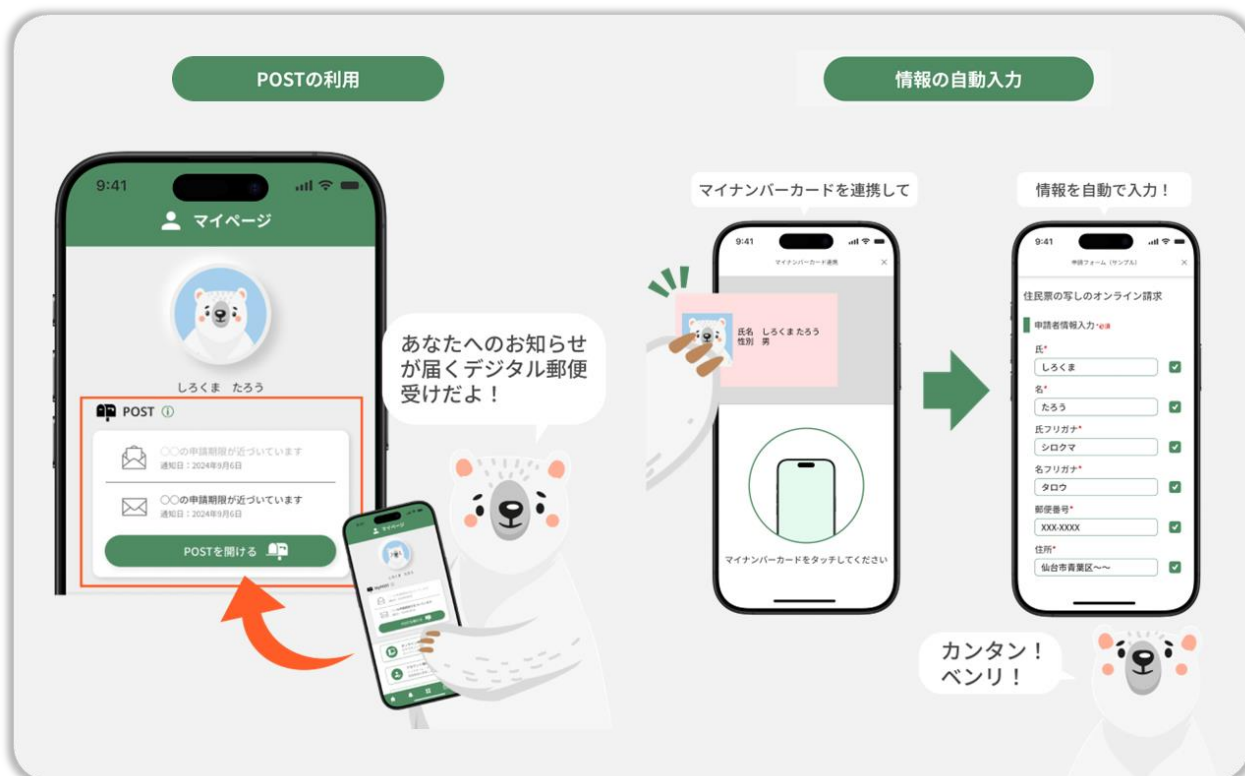 POSTの利用
9:41
マイページ
しろくま たろう
POST
〇〇の申請期限が近づいています
通知日：2024年9月6日
〇〇の申請期限が近づいています
通知日：2024年9月6日
POSTを開ける
あなたへのお知らせ
が届くデジタル郵便
受けだよ！
マイページ
情報の自動入力
マイナンバーカードを連携して
9:41
マイナンバーカード連携
氏名 しろくま たろう
性別 男
マイナンバーカードをタッチしてください
情報を自動で入力！
9:41
申請フォーム（サンプル）
住民票の写しのオンライン請求
申請者情報入力
氏*
しろくま
名*
たろう
氏フリガナ*
シロクマ
名フリガナ*
タロウ
郵便番号*
XXX-XXXX
住所*
仙台市青葉区〜〜
カンタン！
ベンリ！